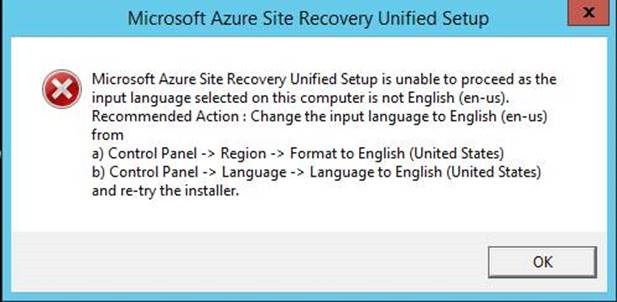 Microsoft Azure Site Recovery Unified Setup
x
Microsoft Azure Site Recovery Unified Setup is unable to proceed as the
input language selected on this computer is not English (en-us).
Recommended Action : Change the input language to English (en-us)
from
a) Control Panel -> Region -> Format to English (United States)
b) Control Panel -> Language -> Language to English (United States)
and re-try the installer.
OK